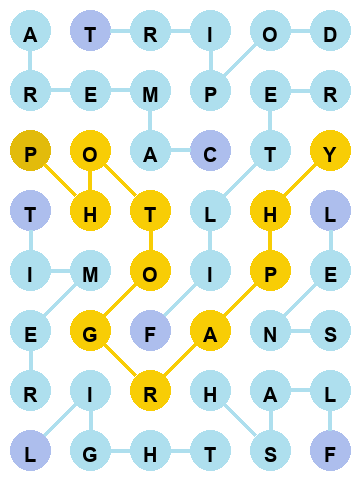 A T R I O D
R E M P E R
P O A C T Y
T H T L H L
I M O I P E
E G F A N S
R I R H A L
L G H T S F